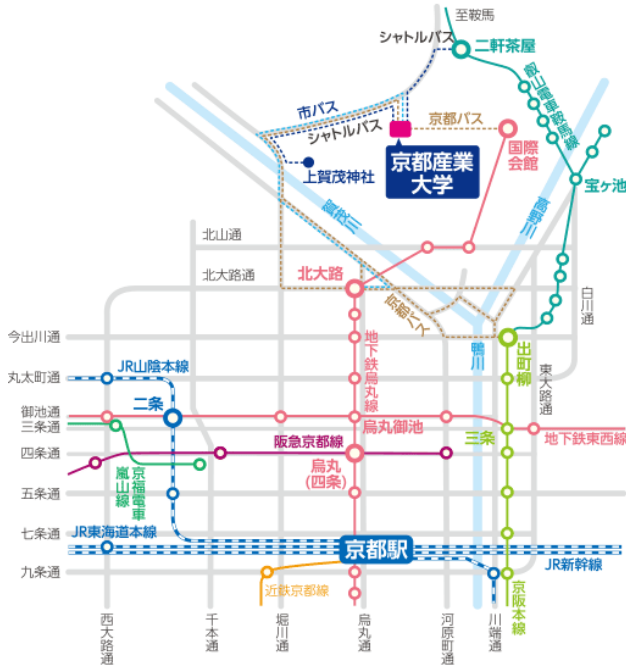 至鞍馬
シャトルバス
二軒茶屋
叡山電車鞍馬線
市バス
シャトルバス
京都バス
国際
会館
京都産業
大学
上賀茂神社
宝ヶ池
賀茂川
高野川
北山通
北大路通
北大路
京都バス
白川通
今出川通
地下鉄烏丸線
鴨川
出町柳
東大路通
JR山陰本線
丸太町通
二条
御池通
三条通
烏丸御池
三条
地下鉄東西線
四条通
阪急京都線
烏丸
(四条)
京福電車
嵐山線
五条通
七条通
JR東海道本線
京都駅
JR新幹線
九条通
近鉄京都線
京阪本線
西大路通
千本通
堀川通
烏丸通
河原町通
川端通